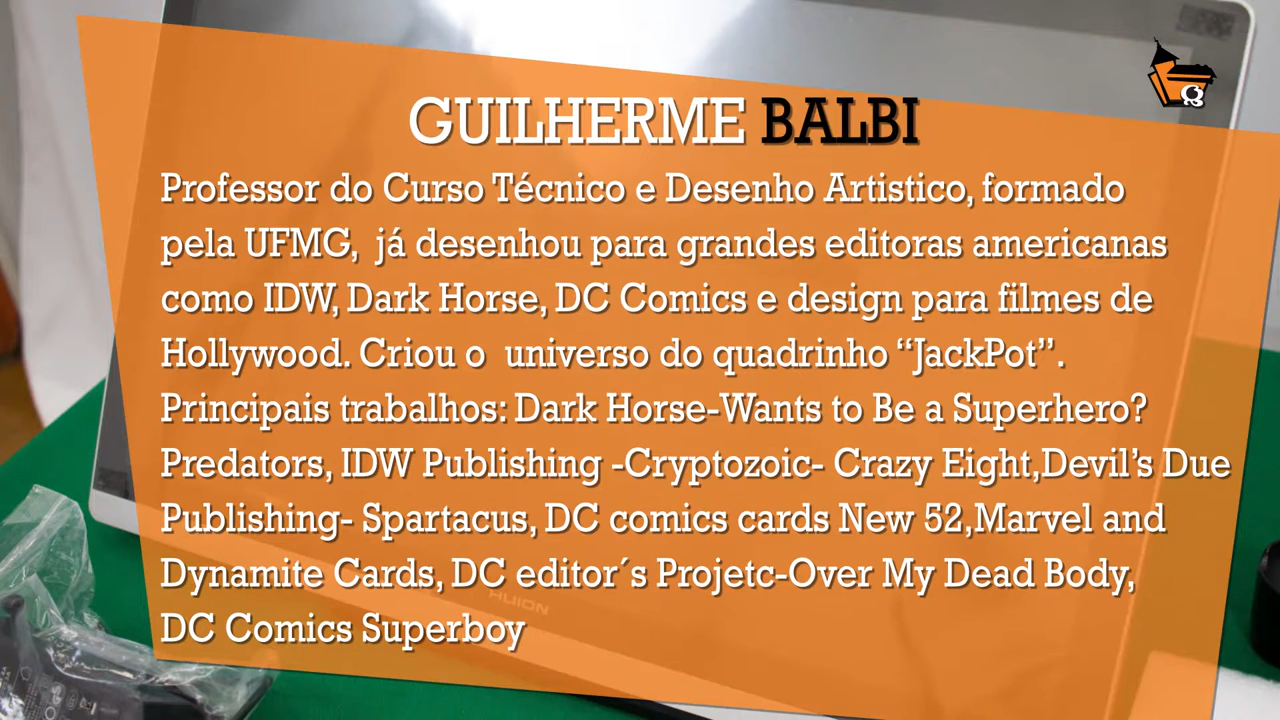 GUILHERME BALBI
Professor do Curso Técnico e Desenho Artistico, formado
pela UFMG, já desenhou para grandes editoras americanas
como IDW, Dark Horse, DC Comics e design para filmes de
Hollywood. Criou o universo do quadrinho “JackPot”.
Principais trabalhos: Dark Horse-Wants to Be a Superhero?
Predators, IDW Publishing -Cryptozoic- Crazy Eight,Devil’s Due
Publishing- Spartacus, DC comics cards New 52,Marvel and
Dynamite Cards, DC editor´s Projetc-Over My Dead Body,
DC Comics Superboy
HUION